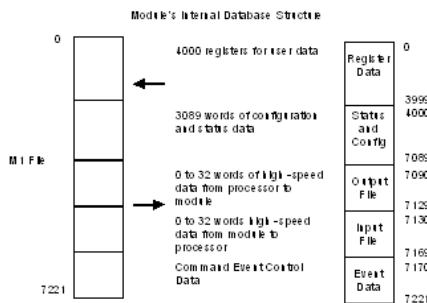 Module's Internal Database Structure
0
4000 registers for user data
3089 words of configuration
and status data
M1 File
0 to 32 words of high-speed
data from processor to
module
0 to 32 words high-speed
data from module to
processor
Command Event Control
Data
7221
0
Register
Data
3999
4000
Status
and
Config
7089
7090
Output
File
7129
7130
Input
File
7169
7170
Event
Data
7221